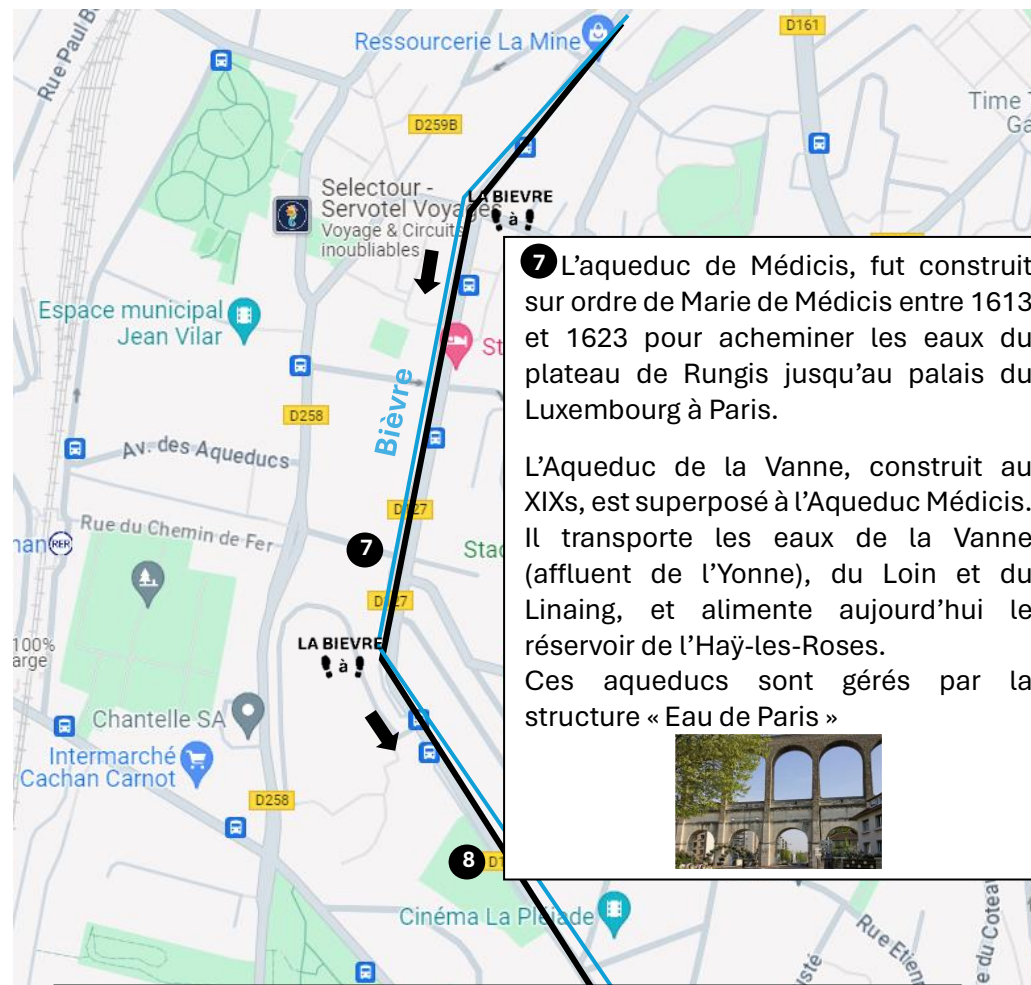 Rue Paul B
Ressourcerie La Mine
D161
Time
Ga
D259B
Selectour -
Servotel Voyages
Voyage & Circuits
inoubliables
LA BIEVRE
à
Espace municipal
Jean Vilar
St
Bièvre
D258
Av. des Aqueducs
D127
Rue du Chemin de Fer
han RER
7
Stad
D127
LA BIEVRE
à
100%
arge
Chantelle SA
Intermarché
Cachan Carnot
D258
8 D1
Cinéma La Pléiade
Rue Etien
usté
e du Coteau
7 L’aqueduc de Médicis, fut construit
sur ordre de Marie de Médicis entre 1613
et 1623 pour acheminer les eaux du
plateau de Rungis jusqu’au palais du
Luxembourg à Paris.
L’Aqueduc de la Vanne, construit au
XIXs, est superposé à l’Aqueduc Médicis.
Il transporte les eaux de la Vanne
(affluent de l’Yonne), du Loin et du
Linaing, et alimente aujourd’hui le
réservoir de l’Haÿ-les-Roses.
Ces aqueducs sont gérés par la
structure « Eau de Paris »